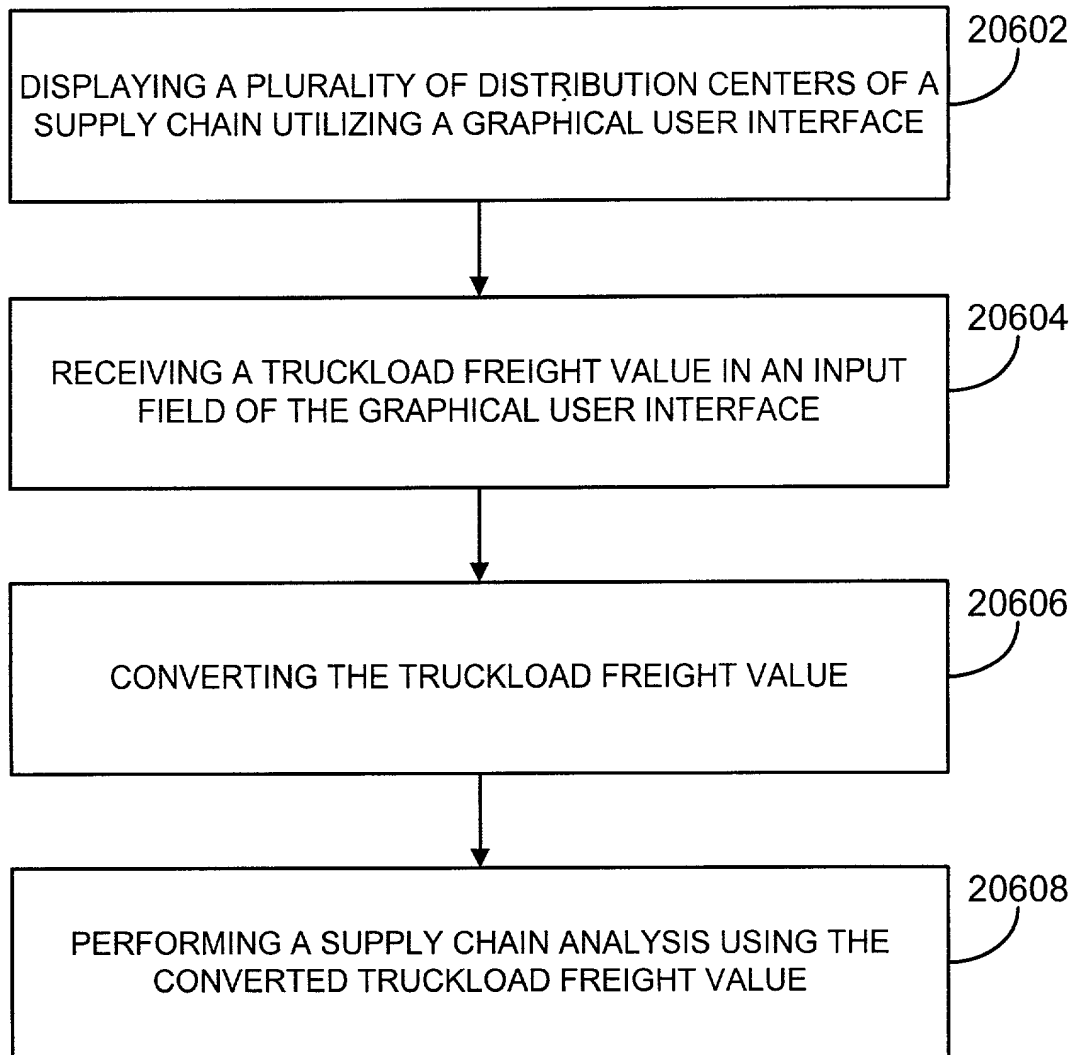 20602
DISPLAYING A PLURALITY OF DISTRIBUTION CENTERS OF A
SUPPLY CHAIN UTILIZING A GRAPHICAL USER INTERFACE
20604
RECEIVING A TRUCKLOAD FREIGHT VALUE IN AN INPUT
FIELD OF THE GRAPHICAL USER INTERFACE
20606
CONVERTING THE TRUCKLOAD FREIGHT VALUE
20608
PERFORMING A SUPPLY CHAIN ANALYSIS USING THE
CONVERTED TRUCKLOAD FREIGHT VALUE